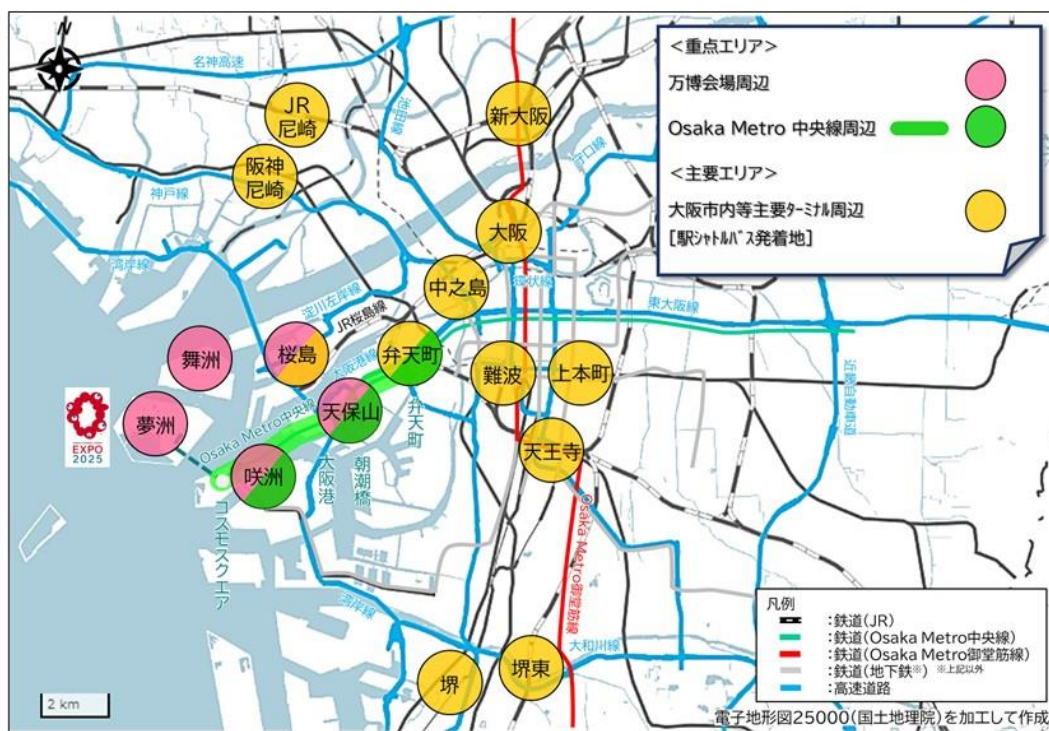 N
名神高速
池田線
守口線
神戸線
湾岸線
淀川左岸線
JR桜島線
大阪港線
環状線
東大阪線
近畿自動車道
JR
尼崎
阪神
尼崎
新大阪
大阪
中之島
弁天町
難波
上本町
天王寺
桜島
舞洲
夢洲
天保山
咲洲
堺
堺東
EXPO
2025
Osaka Metro中央線
コスモスクエア
大阪港
朝潮橋
弁天町
Osaka Metro御堂筋線
湾岸線
大和川線
2 km
<重点エリア>
万博会場周辺
Osaka Metro 中央線周辺
<主要エリア>
大阪市内等主要ターミナル周辺
[駅シャトルバス発着地]
凡例
:鉄道(JR)
:鉄道(Osaka Metro中央線)
:鉄道(Osaka Metro御堂筋線)
:鉄道(地下鉄※) ※上記以外
:高速道路
電子地形図25000(国土地理院)を加工して作成